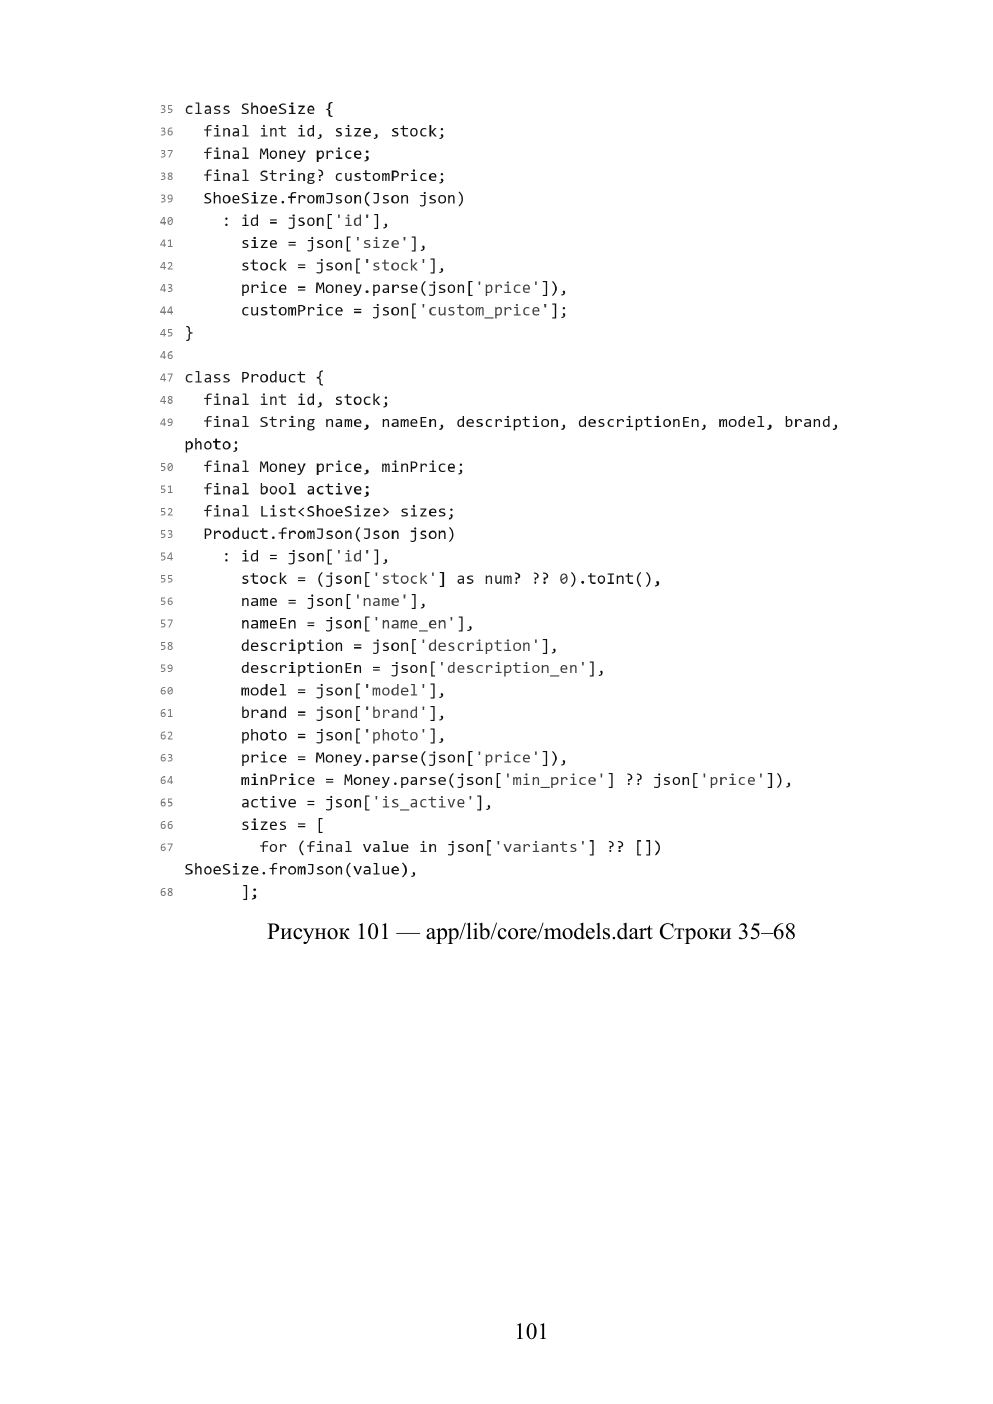 35 class ShoeSize {
36   final int id, size, stock;
37   final Money price;
38   final String? customPrice;
39   ShoeSize.fromJson(Json json)
40     : id = json['id'],
41       size = json['size'],
42       stock = json['stock'],
43       price = Money.parse(json['price']),
44       customPrice = json['custom_price'];
45 }
46
47 class Product {
48   final int id, stock;
49   final String name, nameEn, description, descriptionEn, model, brand,
photo;
50   final Money price, minPrice;
51   final bool active;
52   final List<ShoeSize> sizes;
53   Product.fromJson(Json json)
54     : id = json['id'],
55       stock = (json['stock'] as num? ?? 0).toInt(),
56       name = json['name'],
57       nameEn = json['name_en'],
58       description = json['description'],
59       descriptionEn = json['description_en'],
60       model = json['model'],
61       brand = json['brand'],
62       photo = json['photo'],
63       price = Money.parse(json['price']),
64       minPrice = Money.parse(json['min_price'] ?? json['price']),
65       active = json['is_active'],
66       sizes = [
67         for (final value in json['variants'] ?? [])
ShoeSize.fromJson(value),
68       ];
Рисунок 101 — app/lib/core/models.dart Строки 35–68
101